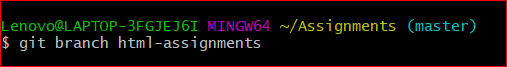 Lenovo@LAPTOP-3FGJEJ6I MINGW64 ~/Assignments (master)
$ git branch html-assignments